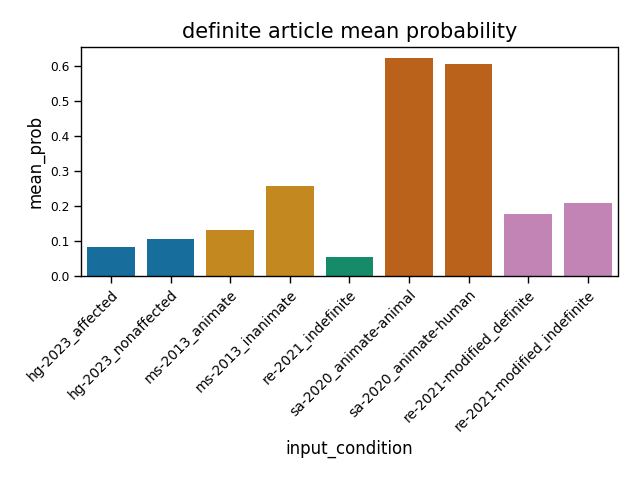 definite article mean probability
mean_prob
0.6
0.5
0.4
0.3
0.2
0.1
0.0
hg-2023_affected
hg-2023_nonaffected
ms-2013_animate
ms-2013_inanimate
re-2021_indefinite
sa-2020_animate-animal
sa-2020_animate-human
re-2021-modified_definite
re-2021-modified_indefinite
input_condition